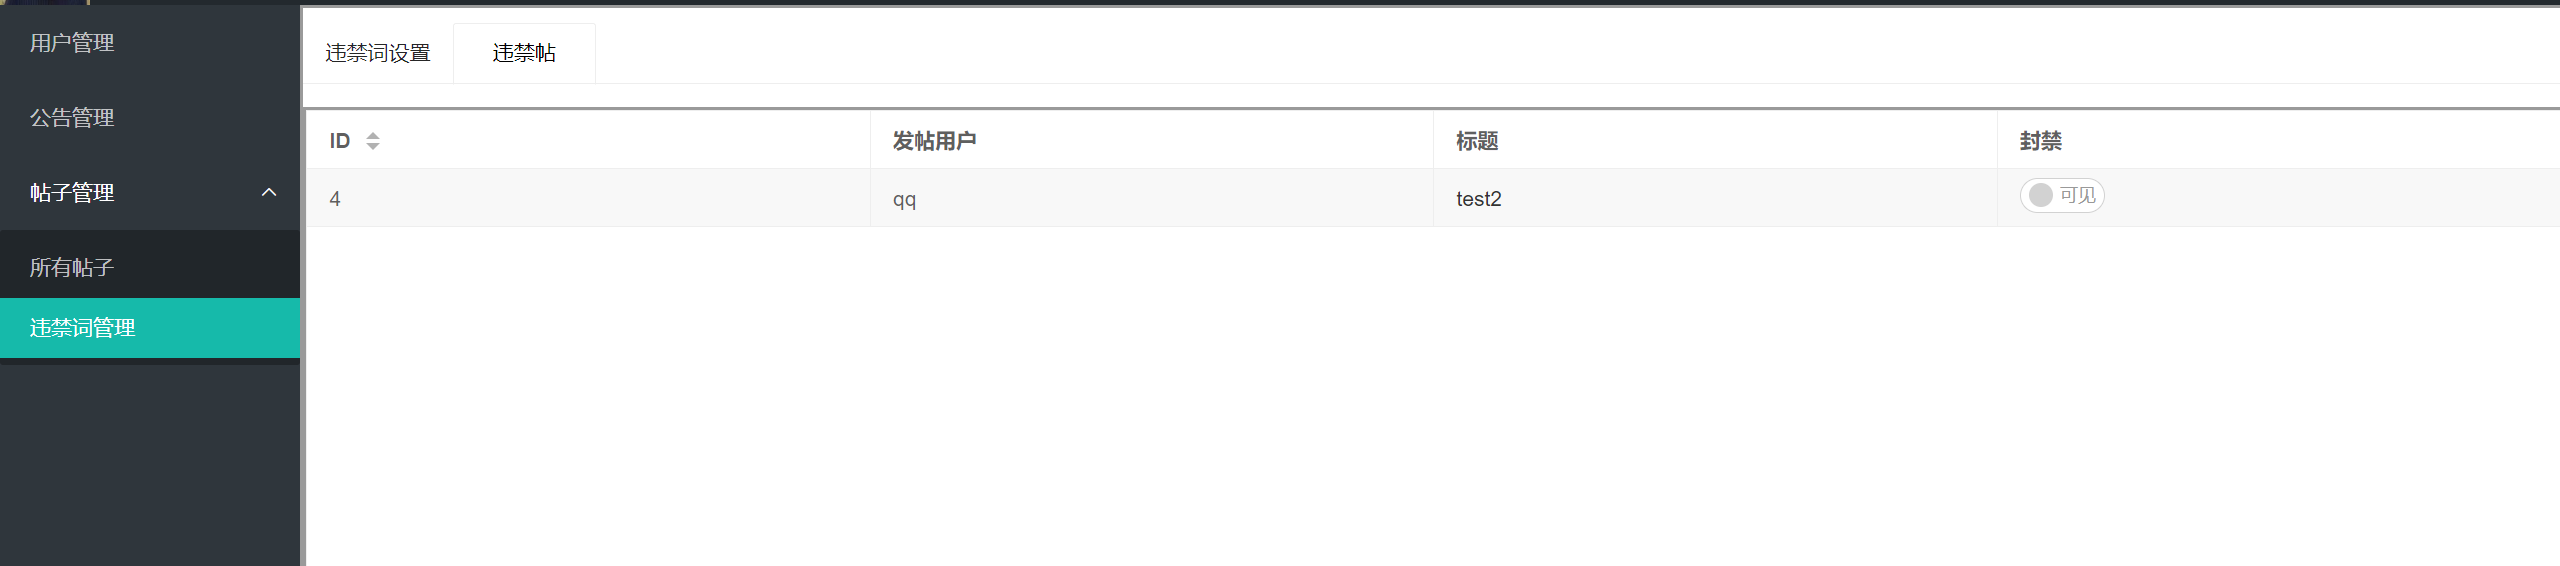 用户管理
公告管理
帖子管理
所有帖子
违禁词管理
违禁词设置 违禁帖
ID 发帖用户 标题 封禁
4 qq test2 可见